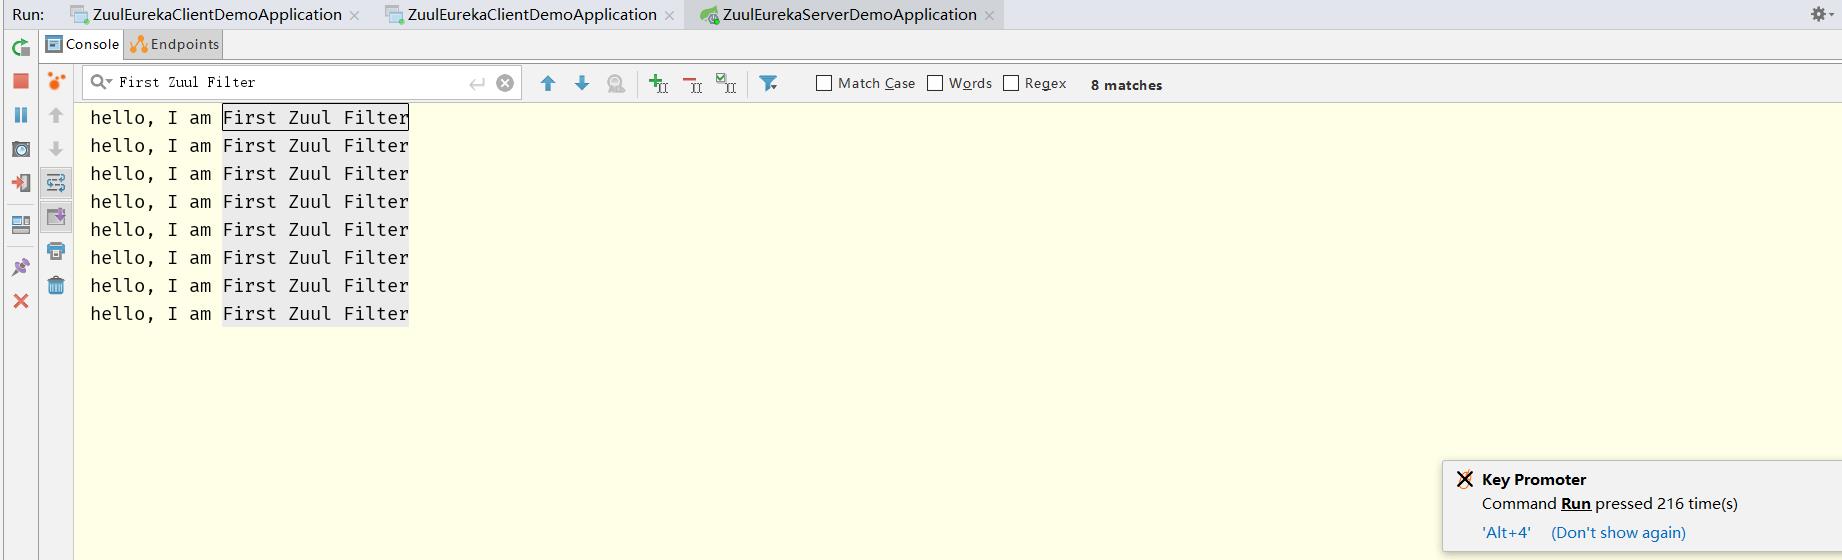 Run: ZuulEurekaClientDemoApplication ZuulEurekaClientDemoApplication ZuulEurekaServerDemoApplication
Console Endpoints
First Zuul Filter Match Case Words Regex 8 matches
hello, I am First Zuul Filter
hello, I am First Zuul Filter
hello, I am First Zuul Filter
hello, I am First Zuul Filter
hello, I am First Zuul Filter
hello, I am First Zuul Filter
hello, I am First Zuul Filter
hello, I am First Zuul Filter
Key Promoter
Command Run pressed 216 time(s)
'Alt+4' (Don't show again)